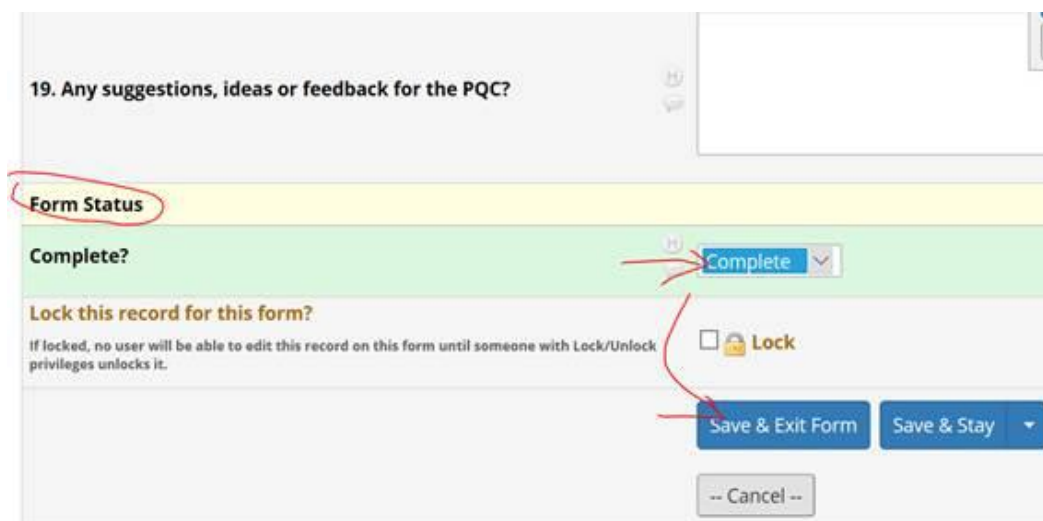 19. Any suggestions, ideas or feedback for the PQC?
H
Form Status
Complete?
H
Complete
Lock this record for this form?
If locked, no user will be able to edit this record on this form until someone with Lock/Unlock
privileges unlocks it.
Lock
Save & Exit Form
Save & Stay
-- Cancel --